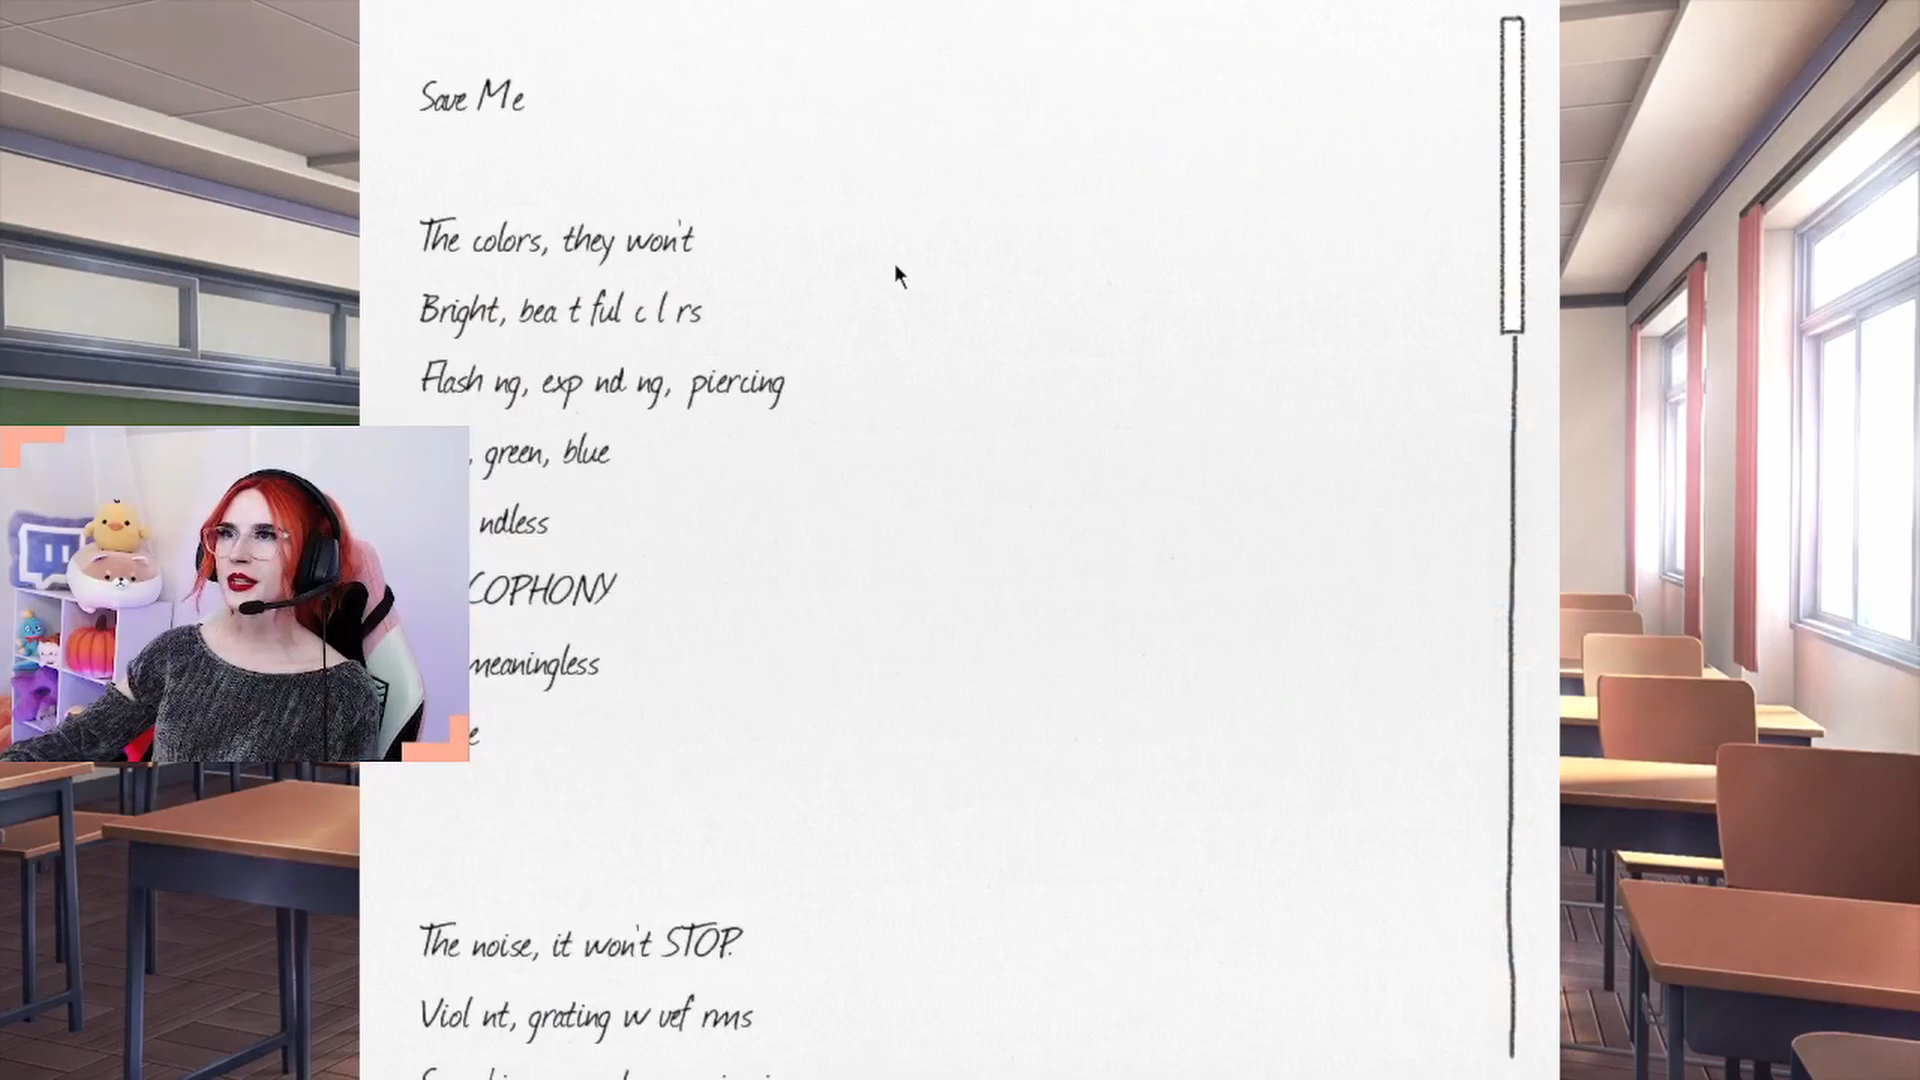 Save Me
The colors, they won't
Bright, bea t ful c l rs
Flash ng, exp nd ng, piercing
, green, blue
ndless
COPHONY
meaningless
e
The noise, it won't STOP.
Viol nt, grating w vef rms